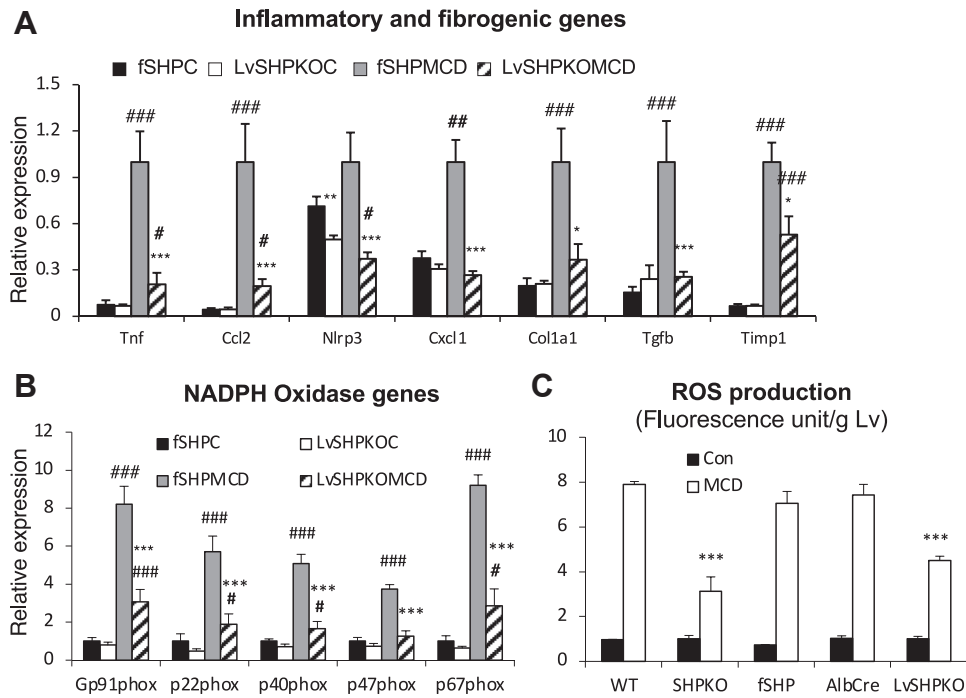 A
Inflammatory and fibrogenic genes
fSHPC LvSHPKOC fSHPMCD LvSHPKOMCD
Relative expression
1.5
1.2
0.9
0.6
0.3
0
### ### ## ### ### ###
# *** # *** ** # *** *** * *** ### *
Tnf Ccl2 Nlrp3 Cxcl1 Col1a1 Tgfb Timp1
B
NADPH Oxidase genes
fSHPC LvSHPKOC
fSHPMCD LvSHPKOMCD
Relative expression
12
10
8
6
4
2
0
### ### ### ### ###
*** ### *** # *** # *** *** #
Gp91phox p22phox p40phox p47phox p67phox
C
ROS production
(Fluorescence unit/g Lv)
Con
MCD
10
8
6
4
2
0
*** ***
WT SHPKO fSHP AlbCre LvSHPKO